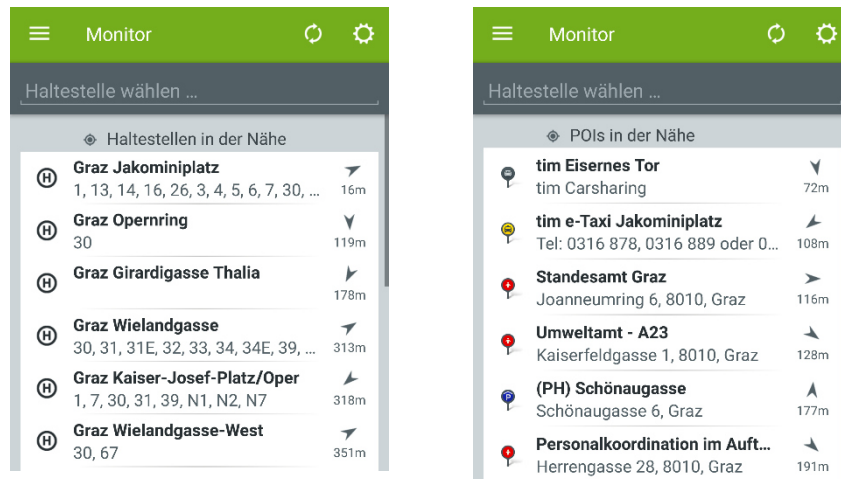 Monitor
Haltestelle wählen ...
Haltestellen in der Nähe
Graz Jakominiplatz
1, 13, 14, 16, 26, 3, 4, 5, 6, 7, 30, ...
16m
Graz Opernring
30
119m
Graz Girardigasse Thalia
178m
Graz Wielandgasse
30, 31, 31E, 32, 33, 34, 34E, 39, ...
313m
Graz Kaiser-Josef-Platz/Oper
1, 7, 30, 31, 39, N1, N2, N7
318m
Graz Wielandgasse-West
30, 67
351m
Monitor
Haltestelle wählen ...
POIs in der Nähe
tim Eisernes Tor
tim Carsharing
72m
tim e-Taxi Jakominiplatz
Tel: 0316 878, 0316 889 oder 0...
108m
Standesamt Graz
Joanneumring 6, 8010, Graz
116m
Umweltamt - A23
Kaiserfeldgasse 1, 8010, Graz
128m
(PH) Schönaugasse
Schönaugasse 6, Graz
177m
Personalkoordination im Auft...
Herrengasse 28, 8010, Graz
191m